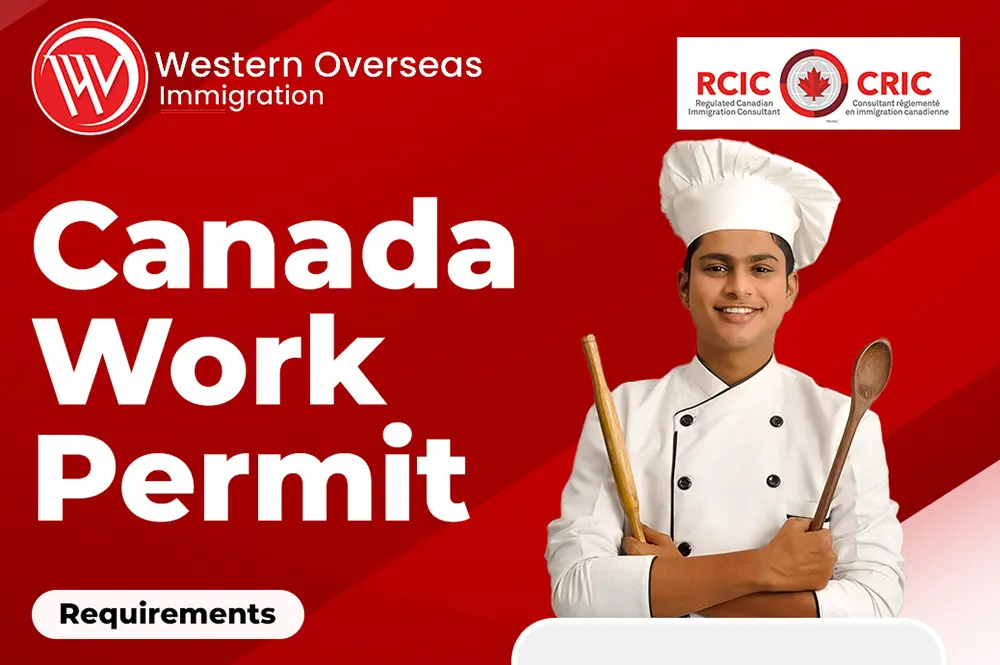 W
Western Overseas
Immigration
RCIC
Regulated Canadian
Immigration Consultant
CRIC
Consultant réglementé
en immigration canadienne
Canada
Work
Permit
Requirements